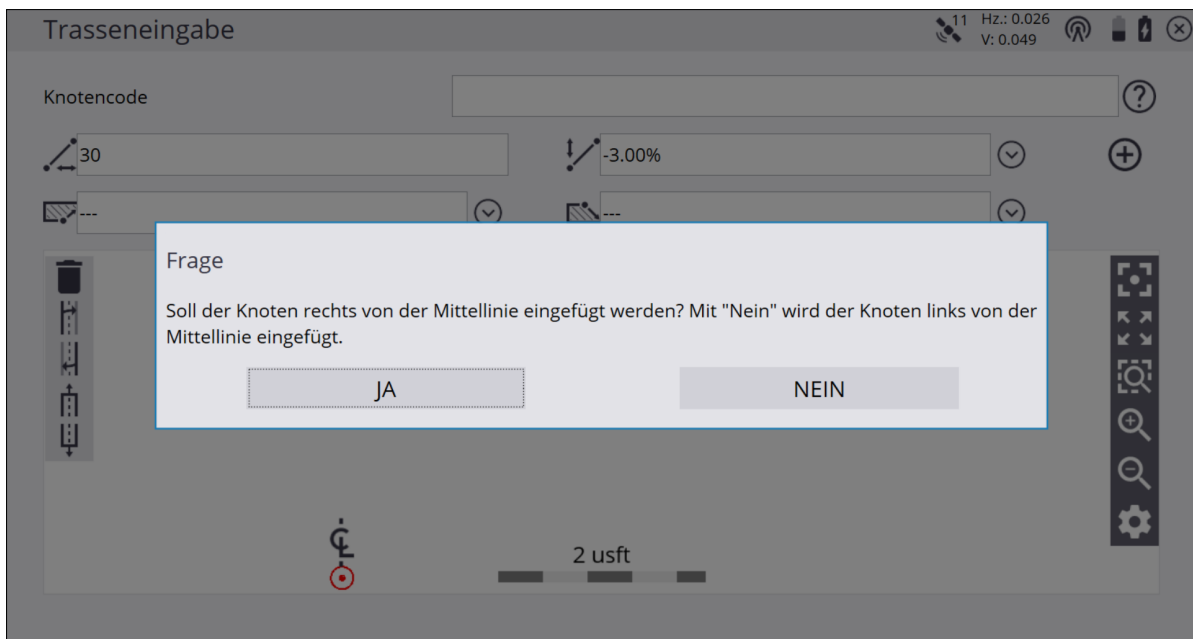 Trasseneingabe
11
Hz.: 0.026
V: 0.049
Knotencode
?
30
-3.00%
---
---
Frage
Soll der Knoten rechts von der Mittellinie eingefügt werden? Mit "Nein" wird der Knoten links von der
Mittellinie eingefügt.
JA
NEIN
2 usft